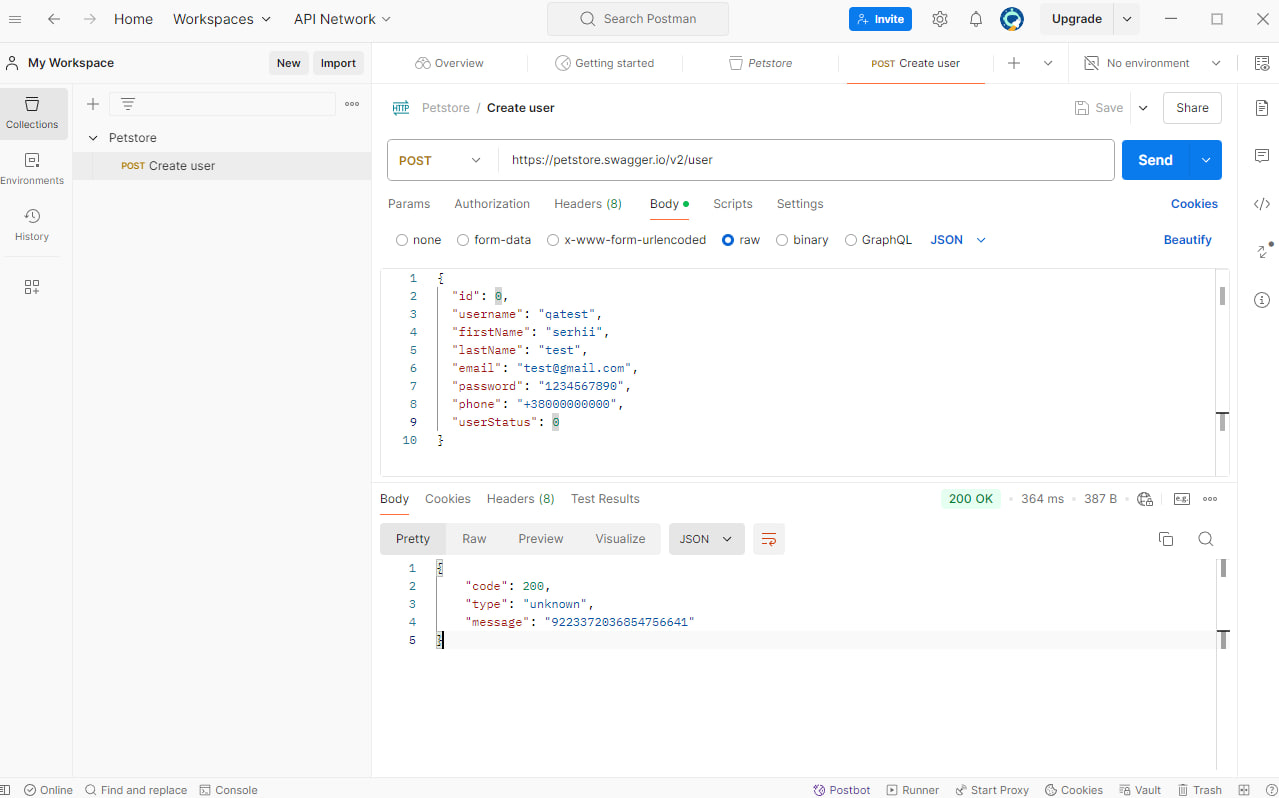 Home Workspaces API Network Search Postman Invite Upgrade
My Workspace New Import Overview Getting started Petstore POST Create user No environment
Collections
Petstore
POST Create user
Environments
History
HTTP Petstore / Create user Save Share
POST https://petstore.swagger.io/v2/user Send
Params Authorization Headers (8) Body Scripts Settings Cookies
none form-data x-www-form-urlencoded raw binary GraphQL JSON Beautify
1 {
2 "id": 0,
3 "username": "qatest",
4 "firstName": "serhii",
5 "lastName": "test",
6 "email": "test@gmail.com",
7 "password": "1234567890",
8 "phone": "+38000000000",
9 "userStatus": 0
10 }
Body Cookies Headers (8) Test Results 200 OK • 364 ms • 387 B • e.g.
Pretty Raw Preview Visualize JSON
1 {
2 "code": 200,
3 "type": "unknown",
4 "message": "9223372036854756641"
5 }
Online Find and replace Console Postbot Runner Start Proxy Cookies Vault Trash